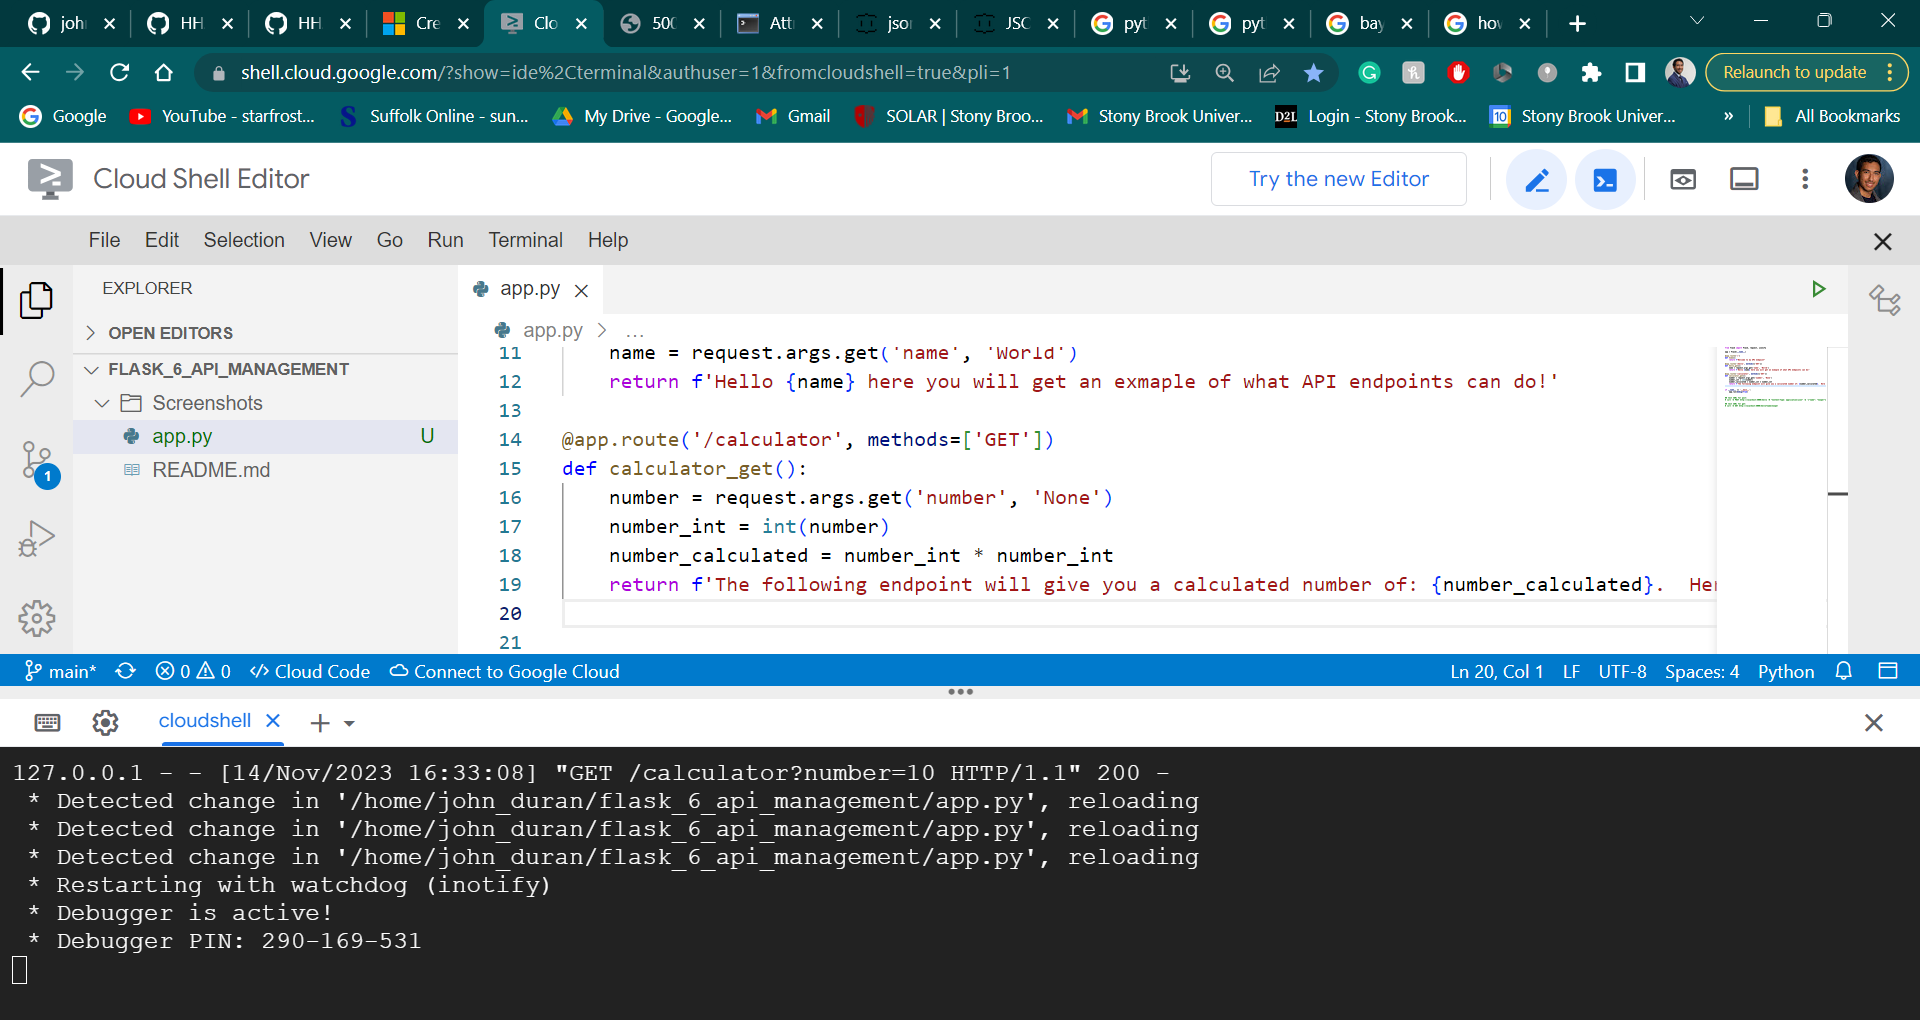 joh
HH
HH
Cre
Clo
500
Att
jso
JSC
pyt
pyt
bay
how
shell.cloud.google.com/?show=ide%2Cterminal&authuser=1&fromcloudshell=true&pli=1
Relaunch to update
Google
YouTube - starfrost...
Suffolk Online - sun...
My Drive - Google...
Gmail
SOLAR | Stony Broo...
Stony Brook Univer...
D2L
Login - Stony Brook...
10
Stony Brook Univer...
»
All Bookmarks
Cloud Shell Editor
Try the new Editor
File Edit Selection View Go Run Terminal Help
EXPLORER
OPEN EDITORS
FLASK_6_API_MANAGEMENT
Screenshots
app.py U
README.md
1
app.py
app.py > ...
11 name = request.args.get('name', 'World')
12 return f'Hello {name} here you will get an exmaple of what API endpoints can do!'
13
14 @app.route('/calculator', methods=['GET'])
15 def calculator_get():
16 number = request.args.get('number', 'None')
17 number_int = int(number)
18 number_calculated = number_int * number_int
19 return f'The following endpoint will give you a calculated number of: {number_calculated}.  Her
20
21
main* 0 0 </> Cloud Code Connect to Google Cloud
Ln 20, Col 1 LF UTF-8 Spaces: 4 Python
cloudshell
127.0.0.1 - - [14/Nov/2023 16:33:08] "GET /calculator?number=10 HTTP/1.1" 200 -
* Detected change in '/home/john_duran/flask_6_api_management/app.py', reloading
* Detected change in '/home/john_duran/flask_6_api_management/app.py', reloading
* Detected change in '/home/john_duran/flask_6_api_management/app.py', reloading
* Restarting with watchdog (inotify)
* Debugger is active!
* Debugger PIN: 290-169-531